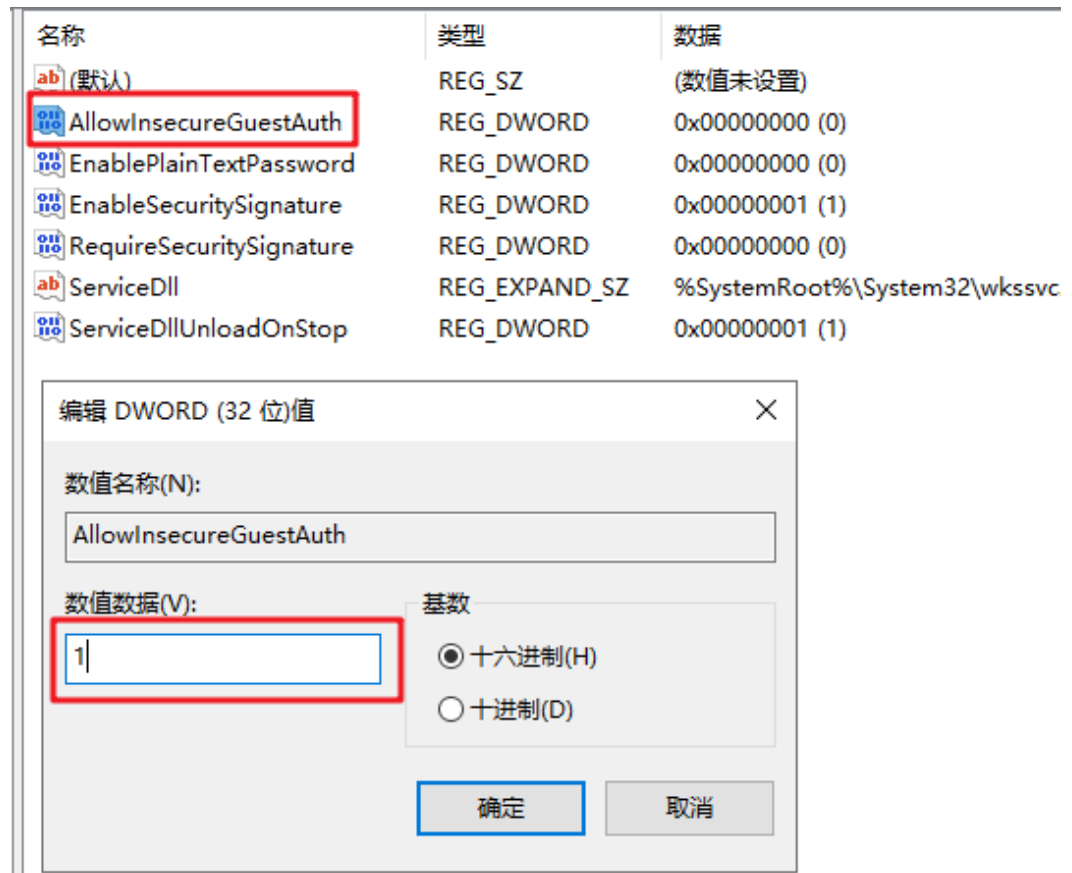 名称 类型 数据
(默认) REG_SZ (数值未设置)
AllowInsecureGuestAuth REG_DWORD 0x00000000 (0)
EnablePlainTextPassword REG_DWORD 0x00000000 (0)
EnableSecuritySignature REG_DWORD 0x00000001 (1)
RequireSecuritySignature REG_DWORD 0x00000000 (0)
ServiceDll REG_EXPAND_SZ %SystemRoot%\System32\wkssvc.
ServiceDllUnloadOnStop REG_DWORD 0x00000001 (1)
编辑 DWORD (32 位)值
数值名称(N):
AllowInsecureGuestAuth
数值数据(V): 基数
1
十六进制(H)
十进制(D)
确定 取消